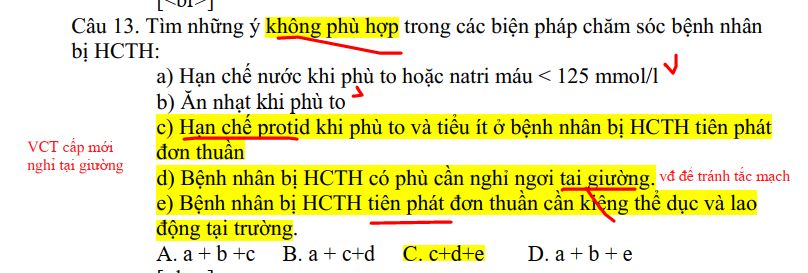 Câu 13. Tìm những ý không phù hợp trong các biện pháp chăm sóc bệnh nhân
bị HCTH:
a) Hạn chế nước khi phù to hoặc natri máu < 125 mmol/l
b) Ăn nhạt khi phù to
c) Hạn chế protid khi phù to và tiểu ít ở bệnh nhân bị HCTH tiên phát
đơn thuần
VCT cấp mới
nghỉ tại giường
d) Bệnh nhân bị HCTH có phù cần nghỉ ngơi tại giường. vđ để tránh tắc mạch
e) Bệnh nhân bị HCTH tiên phát đơn thuần cần kiêng thể dục và lao
động tại trường.
A. a + b +c B. a + c+d C. c+d+e D. a + b + e